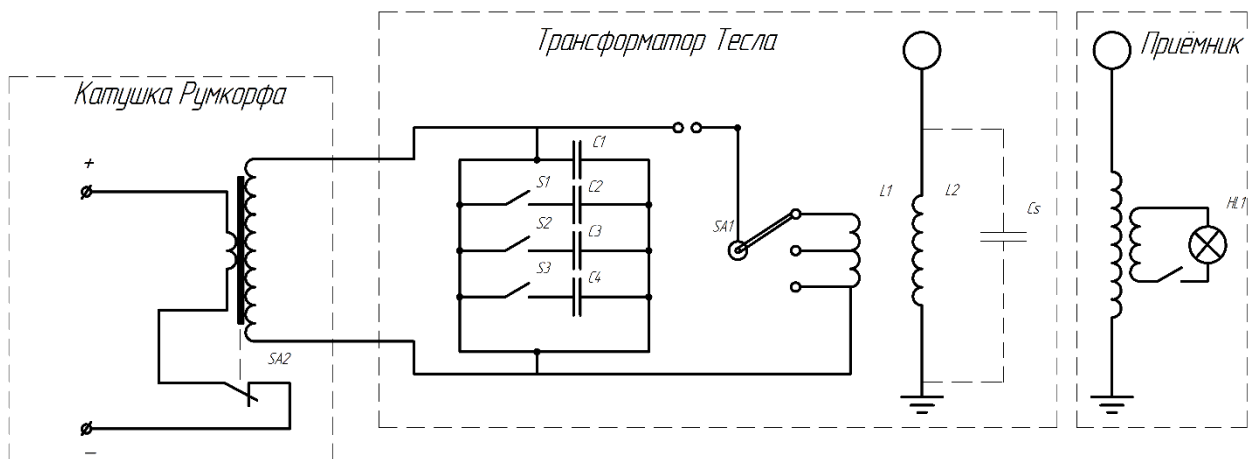 Катушка Румкорфа
+
SA2
–
Трансформатор Тесла
C1
S1
C2
S2
C3
S3
C4
SA1
L1
L2
Cs
Приёмник
HL1